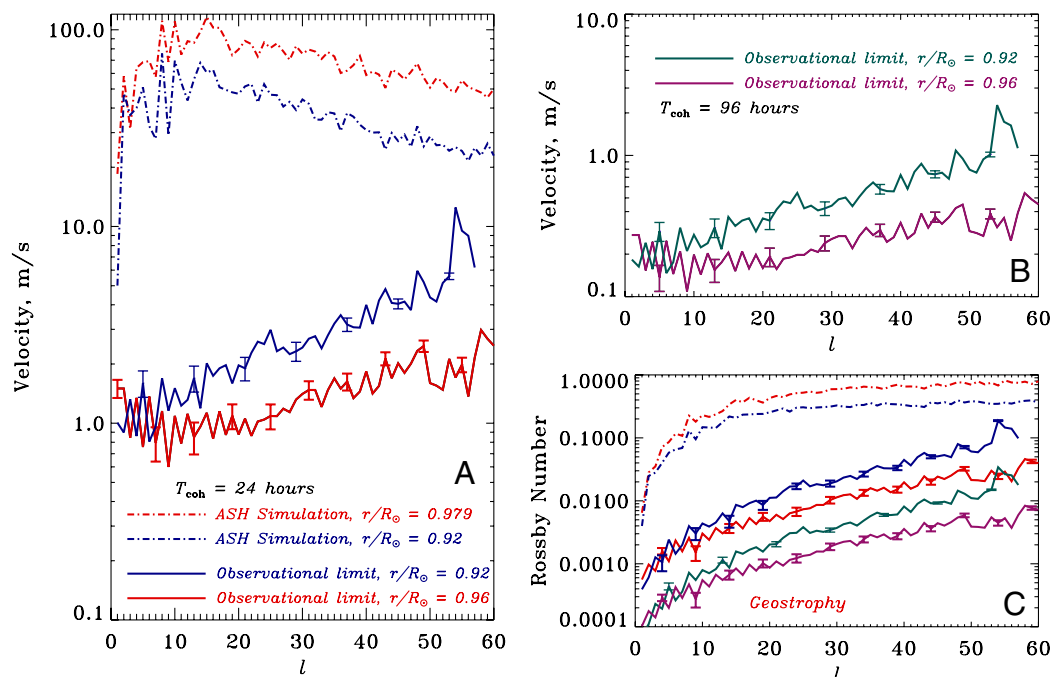 100.0
10.0
1.0
0.1
Velocity, m/s
0 10 20 30 40 50 60
l
A
T_coh = 24 hours
ASH Simulation, r/R⊙ = 0.979
ASH Simulation, r/R⊙ = 0.92
Observational limit, r/R⊙ = 0.92
Observational limit, r/R⊙ = 0.96
10.0
1.0
0.1
Velocity, m/s
Observational limit, r/R⊙ = 0.92
Observational limit, r/R⊙ = 0.96
T_coh = 96 hours
B
0 10 20 30 40 50 60
l
1.0000
0.1000
0.0100
0.0010
0.0001
Rossby Number
Geostrophy
C
0 10 20 30 40 50 60
l